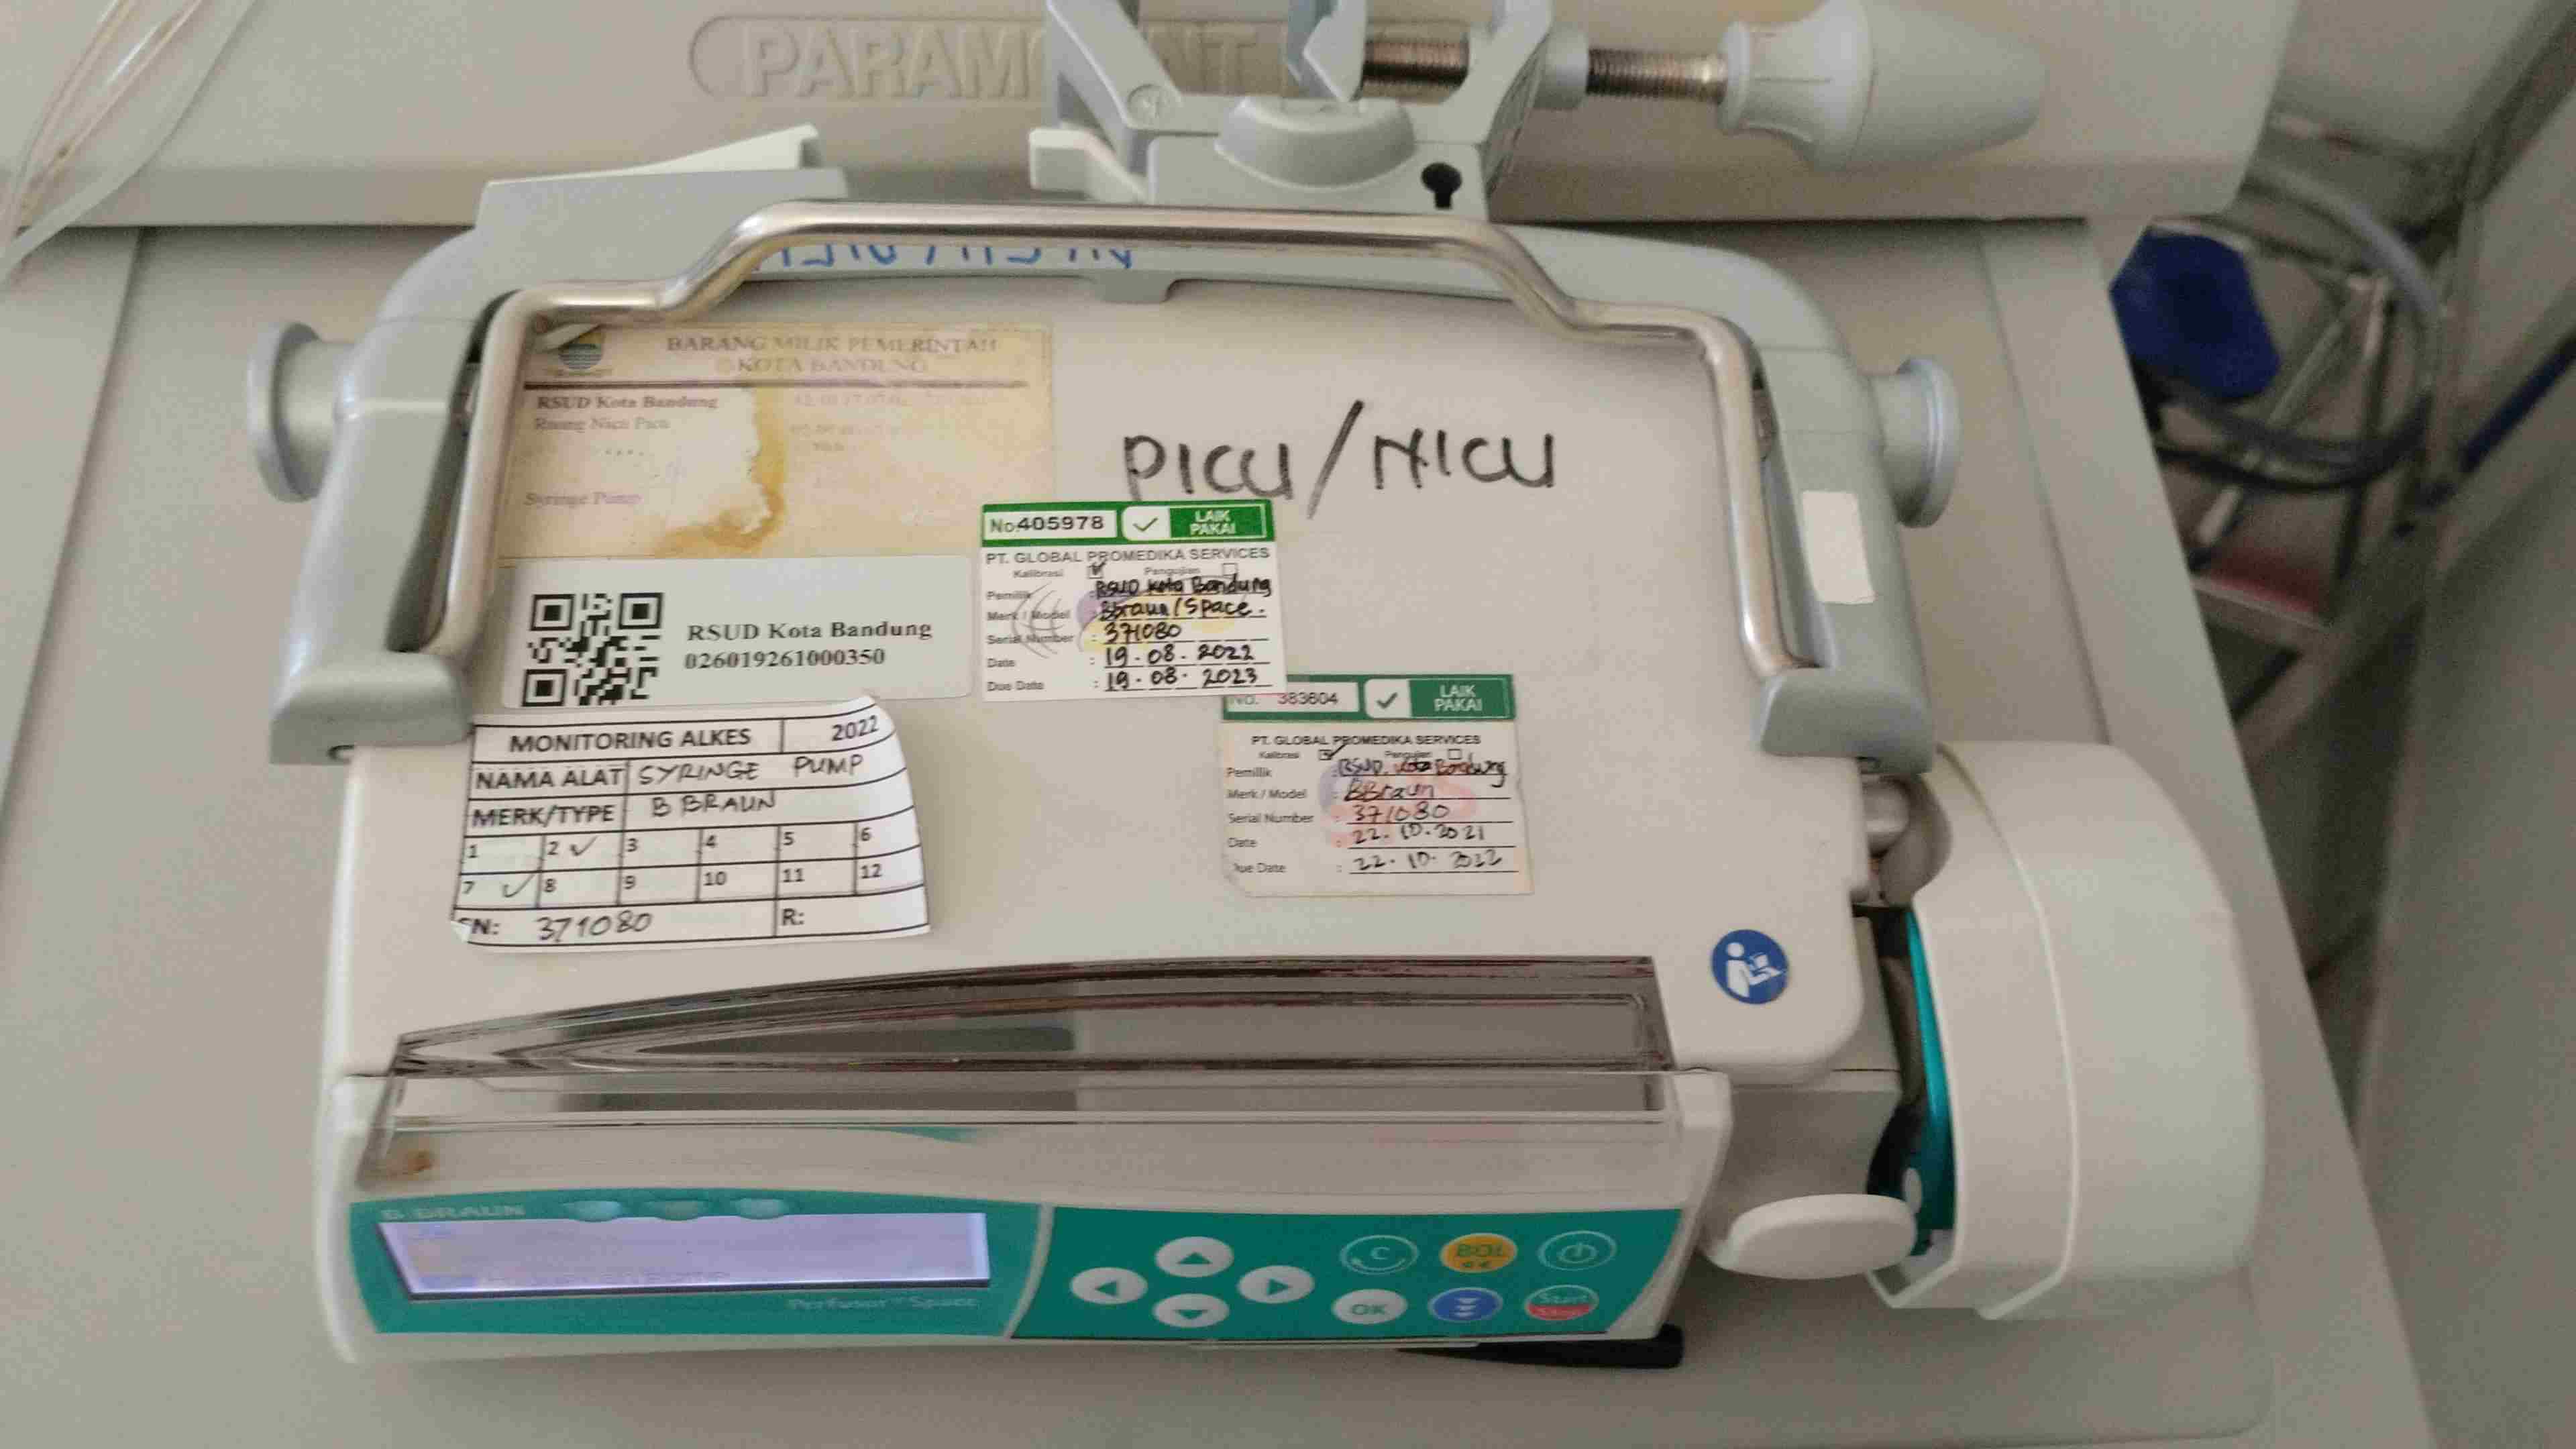 PARAMOUNT
BARANG MILIK PEMERINTAH
KOTA BANDUNG
RSUD Kota Bandung
Ruang Nicu Picu
Syringe Pump
PICU/NICU
No.405978
LAIK
PAKAI
PT. GLOBAL PROMEDIKA SERVICES
Kalibrasi Pengujian
Pemilik : RSUD Kota Bandung
Merk / Model : Bbraun/Space.
Serial Number : 371080
Date : 19.08.2022
Due Date : 19.08.2023
RSUD Kota Bandung
026019261000350
No. 383604
LAIK
PAKAI
PT. GLOBAL PROMEDIKA SERVICES
Kalibrasi Pengujian
Pemilik : RSUD. Kota Bandung
Merk / Model : BBraun
Serial Number : 371080
Date : 22.10.2021
Due Date : 22.10.2022
MONITORING ALKES 2022
NAMA ALAT SYRINGE PUMP
MERK/TYPE B BRAUN
1 2 ✓ 3 4 5 6
7 ✓ 8 9 10 11 12
SN: 371080 R:
B BRAUN
Perfusor® Space
C
BOL
OK
Start
Stop